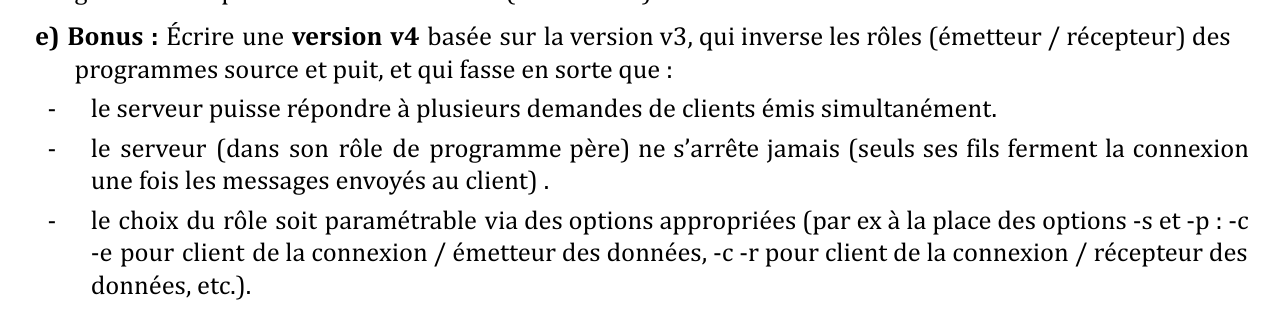 e) Bonus : Écrire une version v4 basée sur la version v3, qui inverse les rôles (émetteur / récepteur) des
programmes source et puit, et qui fasse en sorte que :
- le serveur puisse répondre à plusieurs demandes de clients émis simultanément.
- le serveur (dans son rôle de programme père) ne s'arrête jamais (seuls ses fils ferment la connexion
une fois les messages envoyés au client) .
- le choix du rôle soit paramétrable via des options appropriées (par ex à la place des options -s et -p : -c
-e pour client de la connexion / émetteur des données, -c -r pour client de la connexion / récepteur des
données, etc.).